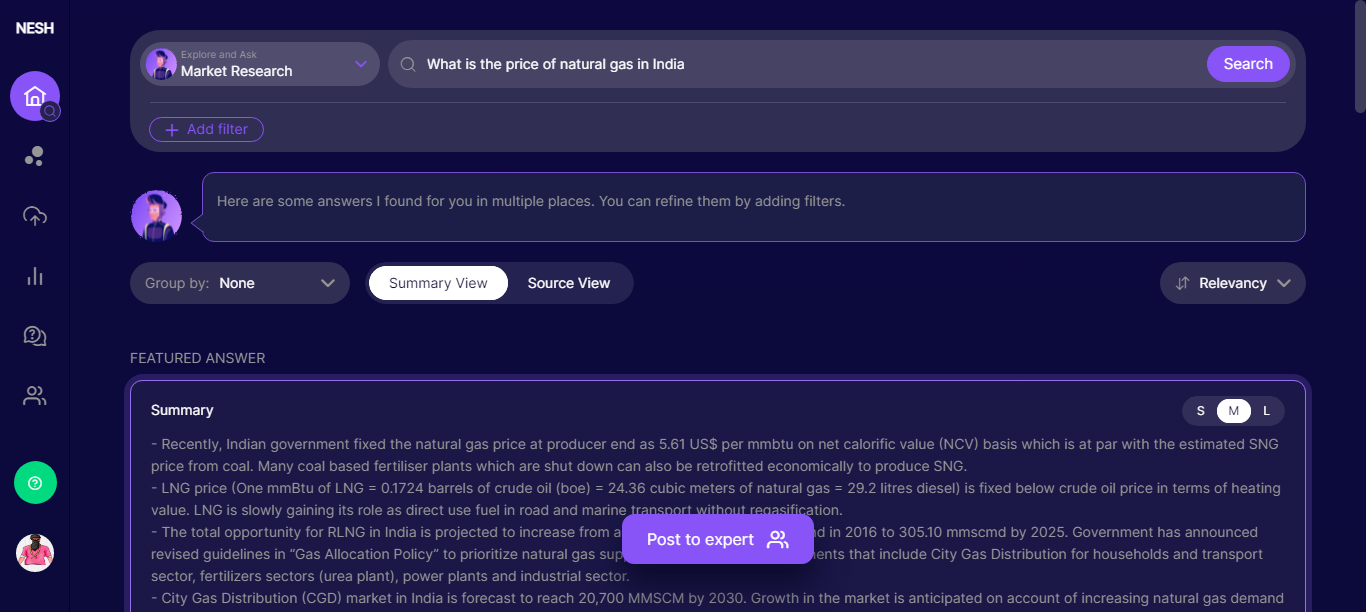 NESH
Explore and Ask
Market Research
What is the price of natural gas in India
Search
Add filter
Here are some answers I found for you in multiple places. You can refine them by adding filters.
Group by: None
Summary View
Source View
Relevancy
FEATURED ANSWER
Summary
S M L
- Recently, Indian government fixed the natural gas price at producer end as 5.61 US$ per mmbtu on net calorific value (NCV) basis which is at par with the estimated SNG
price from coal. Many coal based fertiliser plants which are shut down can also be retrofitted economically to produce SNG.
- LNG price (One mmBtu of LNG = 0.1724 barrels of crude oil (boe) = 24.36 cubic meters of natural gas = 29.2 litres diesel) is fixed below crude oil price in terms of heating
value. LNG is slowly gaining its role as direct use fuel in road and marine transport without regasification.
- The total opportunity for RLNG in India is projected to increase from a in 2016 to 305.10 mmscmd by 2025. Government has announced
revised guidelines in “Gas Allocation Policy” to prioritize natural gas that include City Gas Distribution for households and transport
sector, fertilizers sectors (urea plant), power plants and industrial sector.
- City Gas Distribution (CGD) market in India is forecast to reach 20,700 MMSCM by 2030. Growth in the market is anticipated on account of increasing natural gas demand
Post to expert